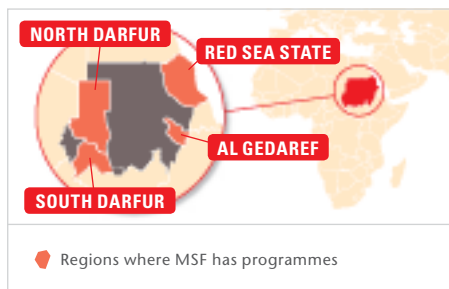 NORTH DARFUR
RED SEA STATE
AL GEDAREF
SOUTH DARFUR
Regions where MSF has programmes